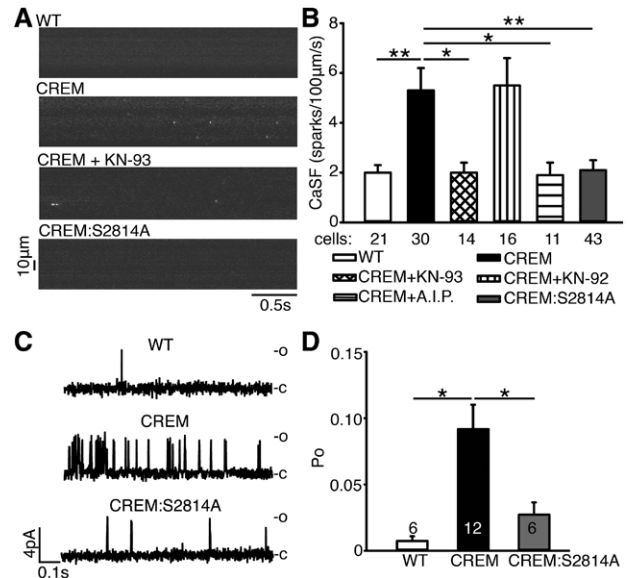 A
WT
CREM
CREM + KN-93
CREM:S2814A
10μm
0.5s
B
CaSF (sparks/100μm/s)
8
6
4
2
0
**
*
*
**
cells: 21 30 14 16 11 43
WT CREM
CREM+KN-93 CREM+KN-92
CREM+A.I.P. CREM:S2814A
C
WT
-o
-c
CREM
-o
-c
CREM:S2814A
-o
-c
4pA
0.1s
D
Po
0.15
0.10
0.05
0
* *
6 12 6
WT CREM CREM:S2814A